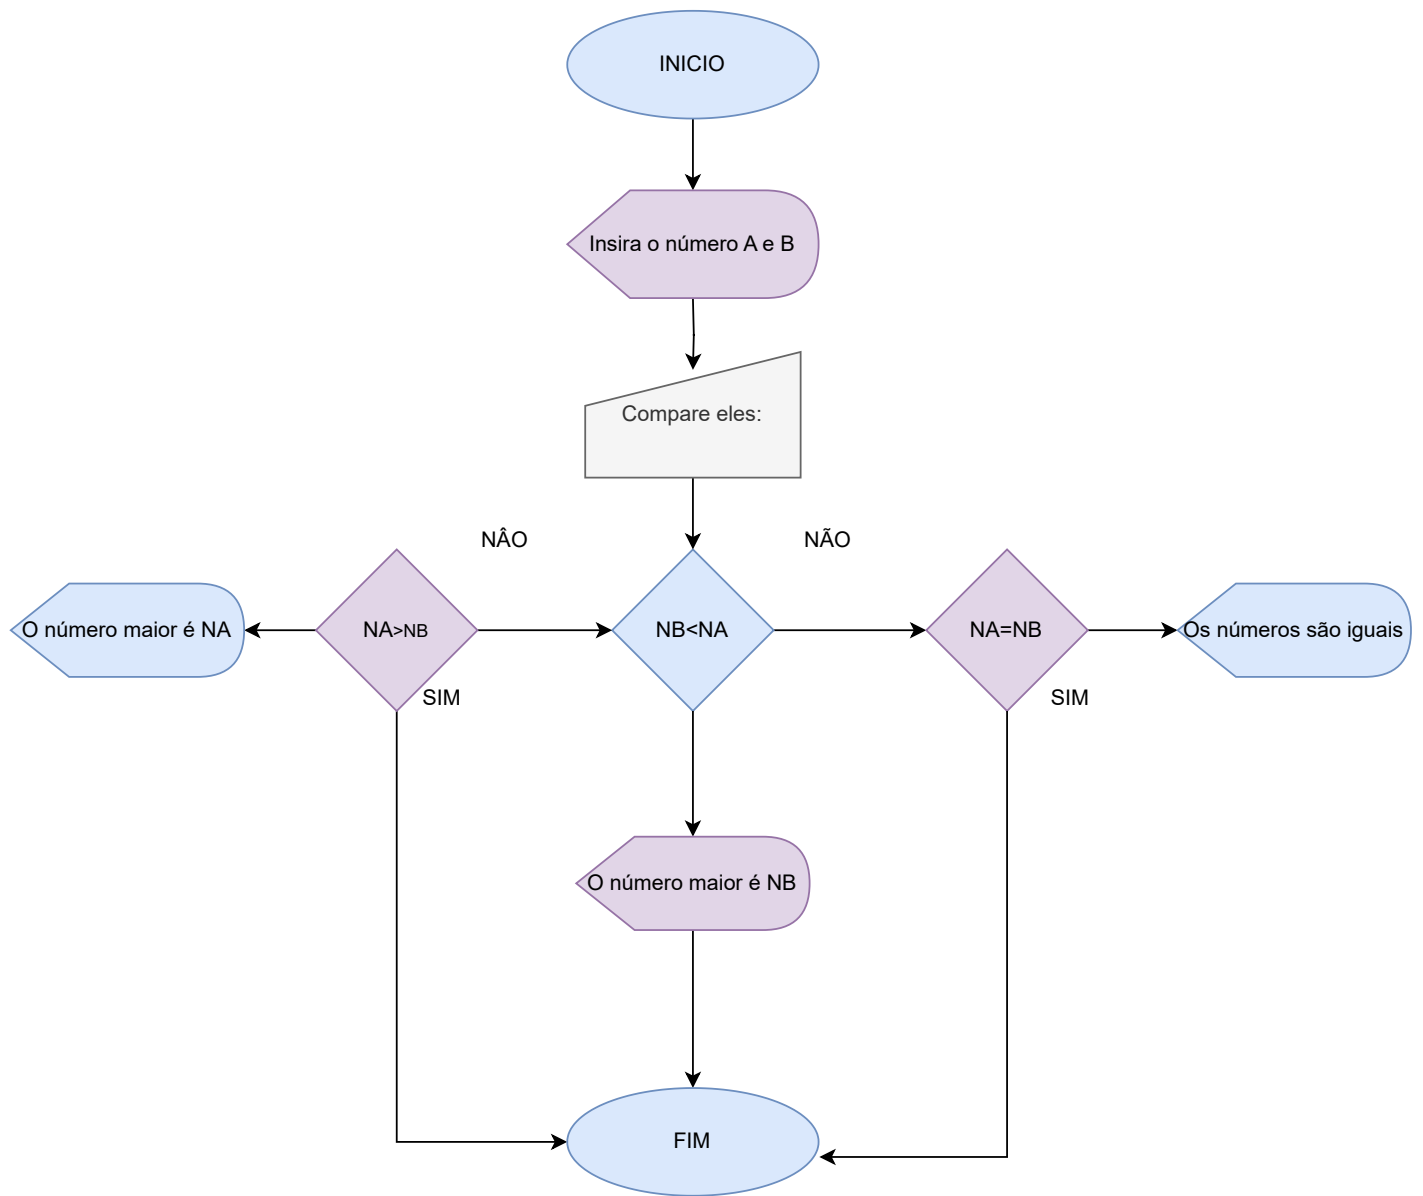 INICIO
Insira o número A e B
Compare eles:
NÂO
NÃO
O número maior é NA
NA>NB
NB<NA
NA=NB
Os números são iguais
SIM
SIM
O número maior é NB
FIM